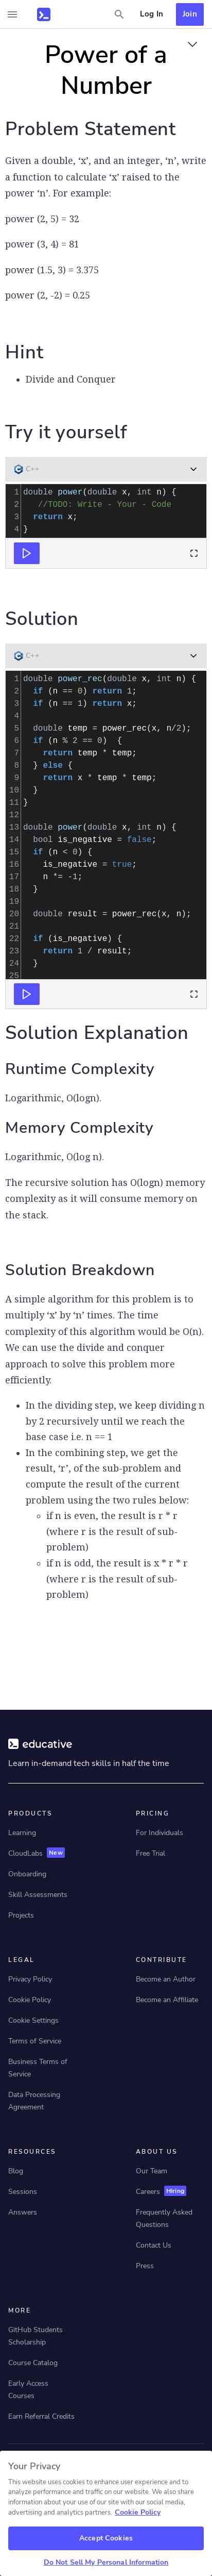 Log In
Join
Power of a
Number
Problem Statement
Given a double, ‘x’, and an integer, ‘n’, write
a function to calculate ‘x’ raised to the
power ‘n’. For example:
power (2, 5) = 32
power (3, 4) = 81
power (1.5, 3) = 3.375
power (2, -2) = 0.25
Hint
• Divide and Conquer
Try it yourself
C++
1 double power(double x, int n) {
2 //TODO: Write - Your - Code
3 return x;
4 }
Solution
C++
1 double power_rec(double x, int n) {
2 if (n == 0) return 1;
3 if (n == 1) return x;
4
5 double temp = power_rec(x, n/2);
6 if (n % 2 == 0) {
7 return temp * temp;
8 } else {
9 return x * temp * temp;
10 }
11 }
12
13 double power(double x, int n) {
14 bool is_negative = false;
15 if (n < 0) {
16 is_negative = true;
17 n *= -1;
18 }
19
20 double result = power_rec(x, n);
21
22 if (is_negative) {
23 return 1 / result;
24 }
25
Solution Explanation
Runtime Complexity
Logarithmic, O(logn).
Memory Complexity
Logarithmic, O(log n).
The recursive solution has O(logn) memory
complexity as it will consume memory on
the stack.
Solution Breakdown
A simple algorithm for this problem is to
multiply ‘x’ by ‘n’ times. The time
complexity of this algorithm would be O(n).
We can use the divide and conquer
approach to solve this problem more
efficiently.
• In the dividing step, we keep dividing n
by 2 recursively until we reach the
base case i.e. n == 1
• In the combining step, we get the
result, ‘r’, of the sub-problem and
compute the result of the current
problem using the two rules below:
◦ if n is even, the result is r * r
(where r is the result of sub-
problem)
◦ if n is odd, the result is x * r * r
(where r is the result of sub-
problem)
educative
Learn in-demand tech skills in half the time
PRODUCTS
Learning
CloudLabs New
Onboarding
Skill Assessments
Projects
PRICING
For Individuals
Free Trial
LEGAL
Privacy Policy
Cookie Policy
Cookie Settings
Terms of Service
Business Terms of
Service
Data Processing
Agreement
CONTRIBUTE
Become an Author
Become an Affiliate
RESOURCES
Blog
Sessions
Answers
ABOUT US
Our Team
Careers Hiring
Frequently Asked
Questions
Contact Us
Press
MORE
GitHub Students
Scholarship
Course Catalog
Early Access
Courses
Earn Referral Credits
Your Privacy
This website uses cookies to enhance user experience and to
analyze performance and traffic on our website. We also share
information about your use of our site with our social media,
advertising and analytics partners. Cookie Policy
Accept Cookies
Do Not Sell My Personal Information